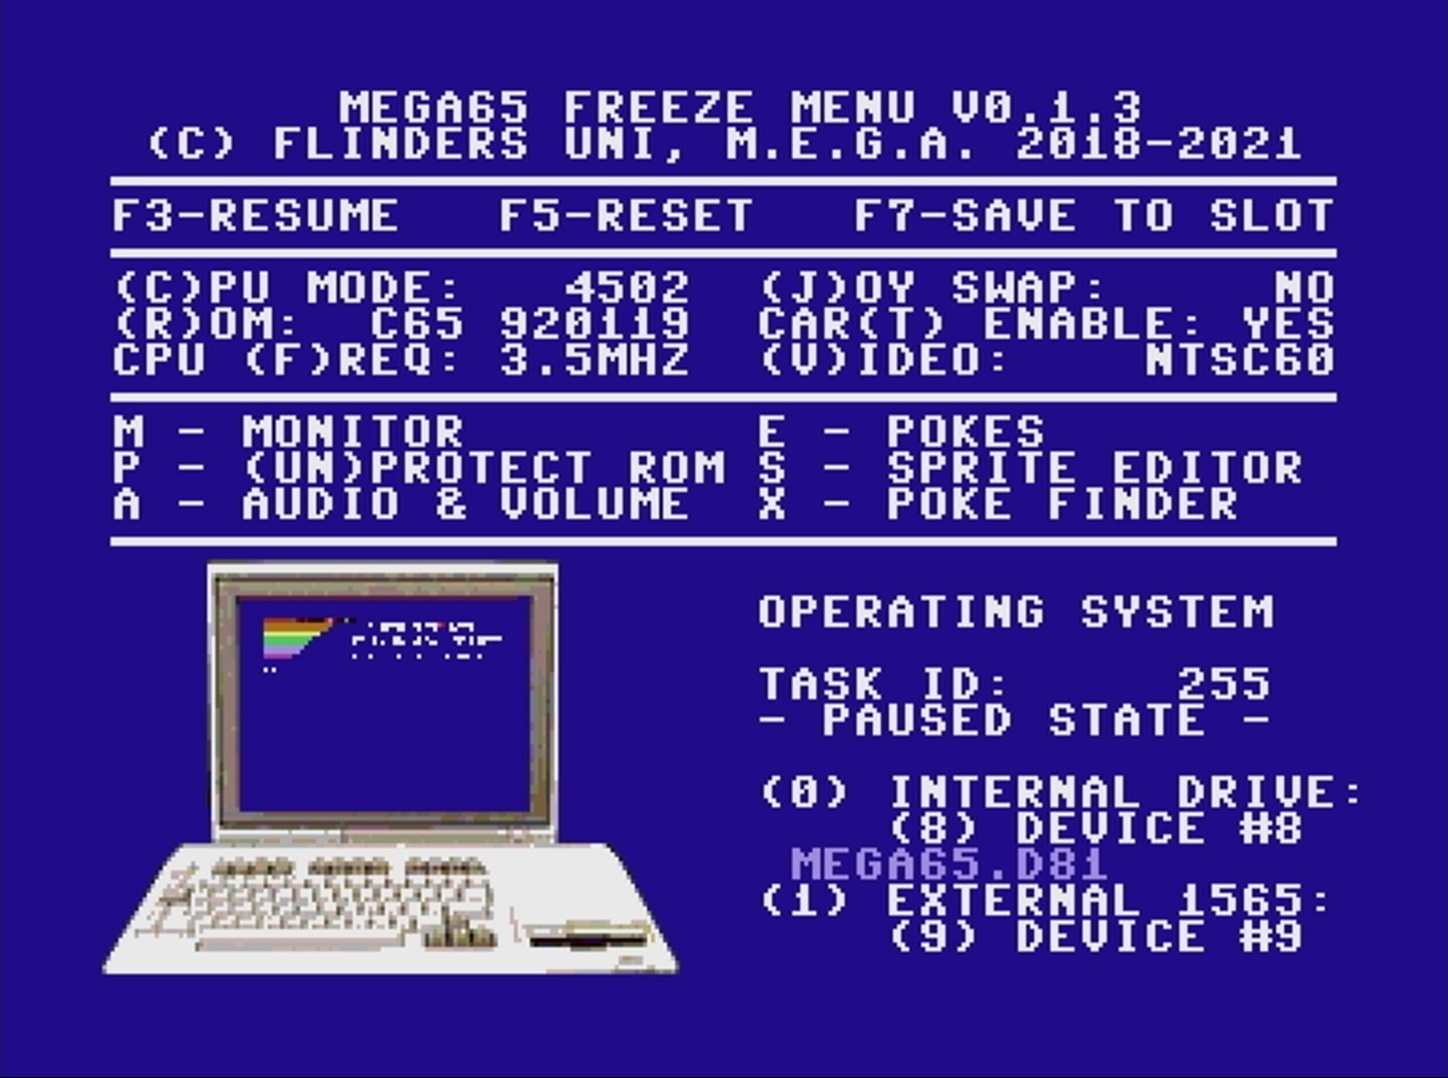 MEGA65 FREEZE MENU V0.1.3
(C) FLINDERS UNI, M.E.G.A. 2018-2021
F3-RESUME F5-RESET F7-SAVE TO SLOT
(C)PU MODE: 4502 (J)OY SWAP: NO
(R)OM: C65 920119 CAR(T) ENABLE: YES
CPU (F)REQ: 3.5MHZ (V)IDEO: NTSC60
M - MONITOR E - POKES
P - (UN)PROTECT ROM S - SPRITE EDITOR
A - AUDIO & VOLUME X - POKE FINDER
OPERATING SYSTEM
TASK ID: 255
- PAUSED STATE -
(0) INTERNAL DRIVE:
(8) DEVICE #8
MEGA65.D81
(1) EXTERNAL 1565:
(9) DEVICE #9